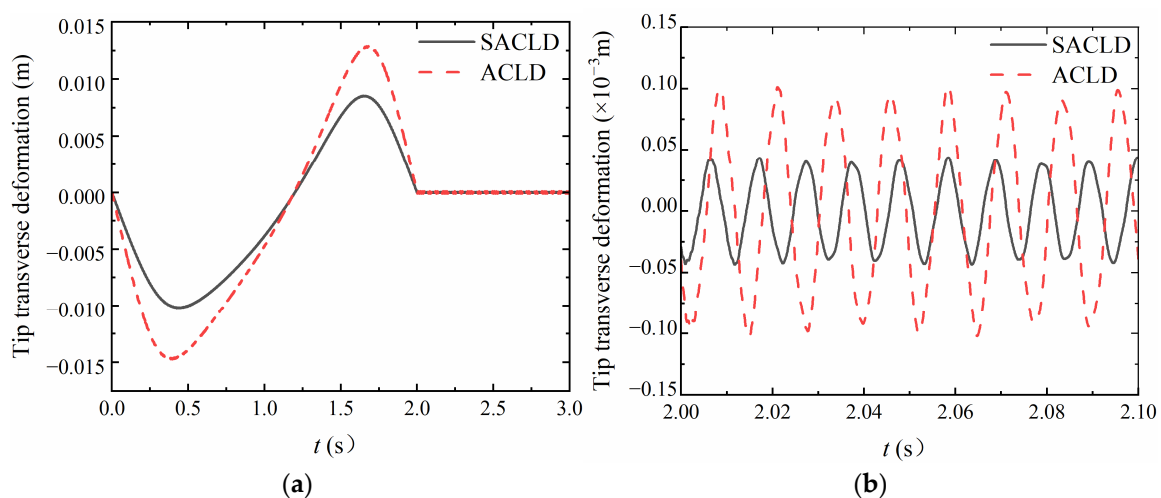 0.015
0.010
0.005
0.000
−0.005
−0.010
−0.015
Tip transverse deformation (m)
SACLD
ACLD
0.0 0.5 1.0 1.5 2.0 2.5 3.0
t (s）
(a)
0.15
0.10
0.05
0.00
−0.05
−0.10
−0.15
Tip transverse deformation (×10⁻³m)
SACLD
ACLD
2.00 2.02 2.04 2.06 2.08 2.10
t (s）
(b)